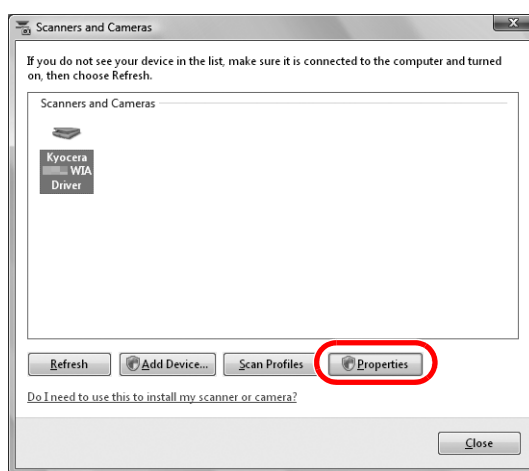 Scanners and Cameras
If you do not see your device in the list, make sure it is connected to the computer and turned
on, then choose Refresh.
Scanners and Cameras
Kyocera
WIA
Driver
Refresh
Add Device...
Scan Profiles
Properties
Do I need to use this to install my scanner or camera?
Close